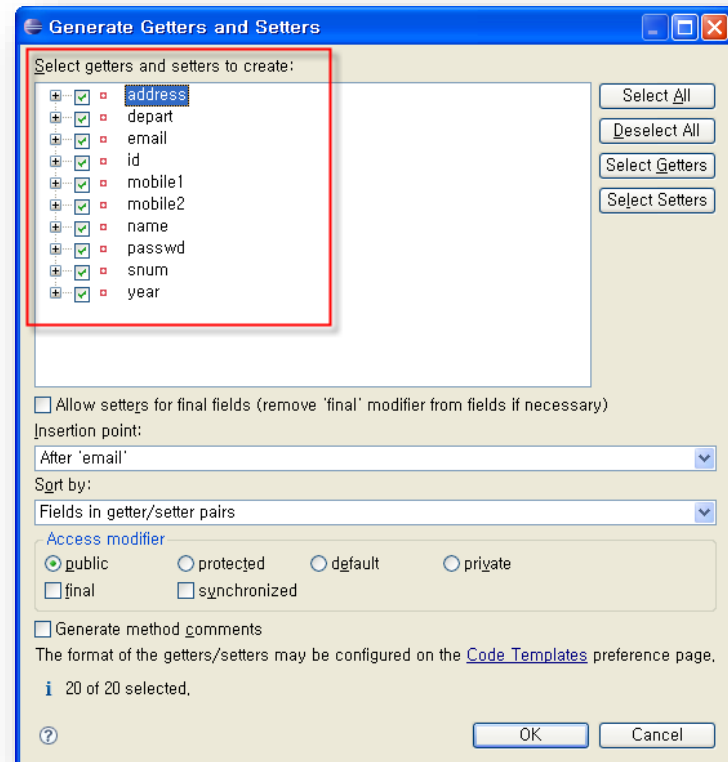 Generate Getters and Setters
Select getters and setters to create:
address
depart
email
id
mobile1
mobile2
name
passwd
snum
year
Select All
Deselect All
Select Getters
Select Setters
Allow setters for final fields (remove 'final' modifier from fields if necessary)
Insertion point:
After 'email'
Sort by:
Fields in getter/setter pairs
Access modifier
public protected default private
final synchronized
Generate method comments
The format of the getters/setters may be configured on the Code Templates preference page.
i 20 of 20 selected.
? OK Cancel